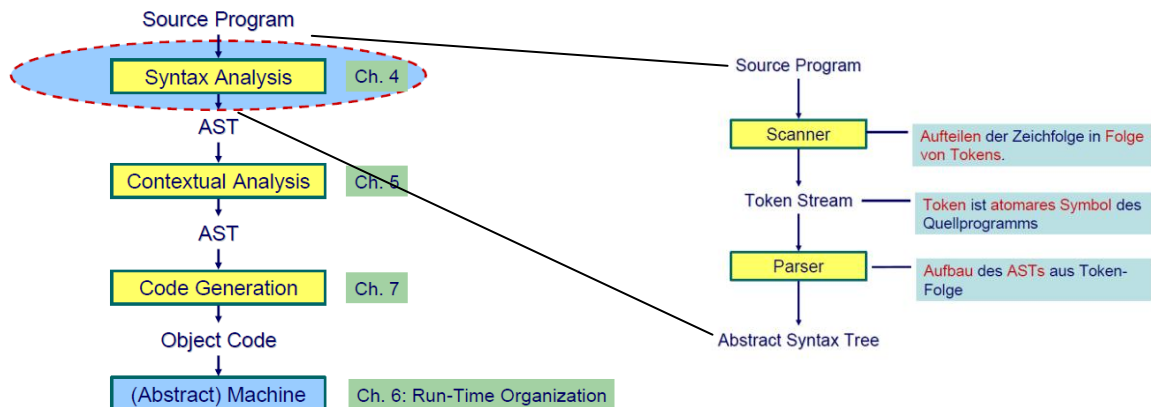 Source Program
Syntax Analysis
Ch. 4
AST
Contextual Analysis
Ch. 5
AST
Code Generation
Ch. 7
Object Code
(Abstract) Machine
Ch. 6: Run-Time Organization
Source Program
Scanner
Aufteilen der Zeichfolge in Folge
von Tokens.
Token Stream
Token ist atomares Symbol des
Quellprogramms
Parser
Aufbau des ASTs aus Token-
Folge
Abstract Syntax Tree